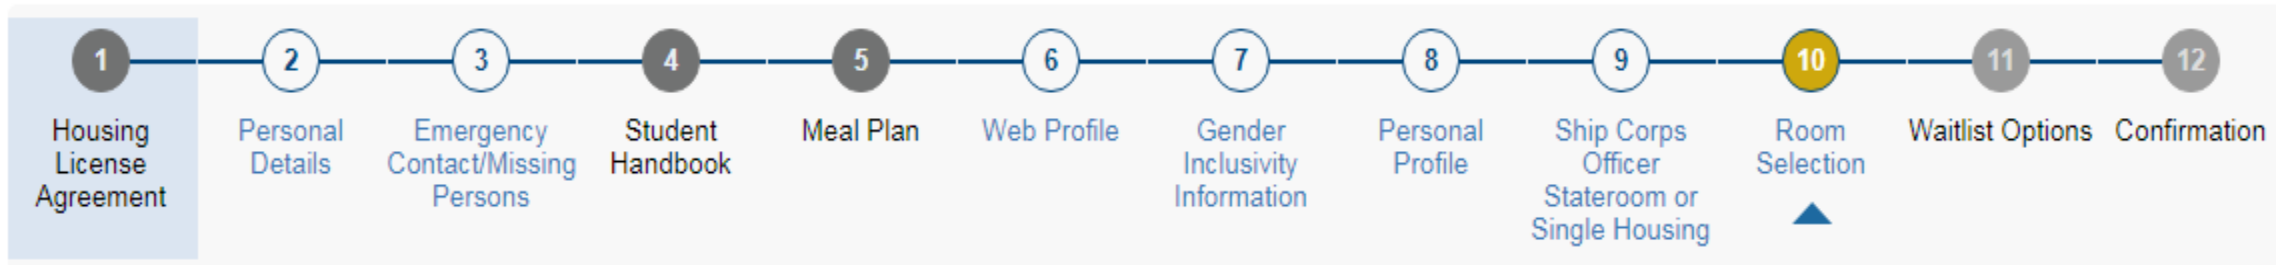 1
2
3
4
5
6
7
8
9
10
11
12
Housing
License
Agreement
Personal
Details
Emergency
Contact/Missing
Persons
Student
Handbook
Meal Plan
Web Profile
Gender
Inclusivity
Information
Personal
Profile
Ship Corps
Officer
Stateroom or
Single Housing
Room
Selection
Waitlist Options
Confirmation